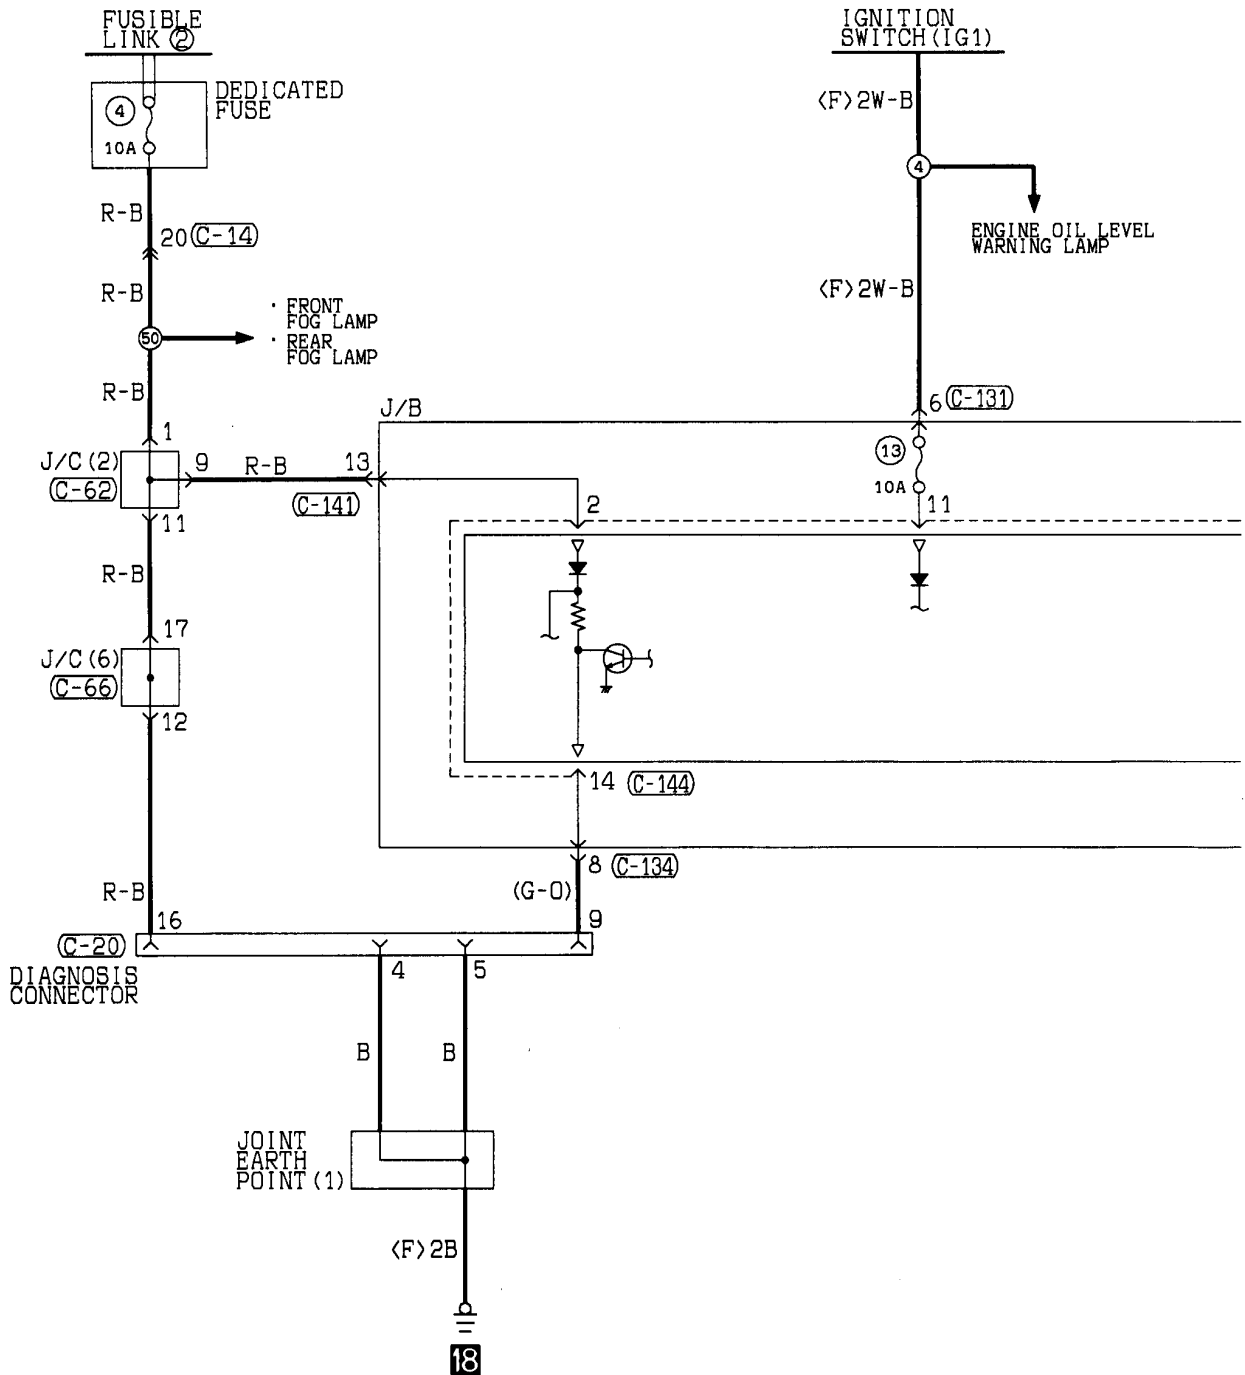 FUSIBLE
LINK ②
IGNITION
SWITCH(IG1)
DEDICATED
FUSE
4
10A
<F>2W-B
4
R-B
20 (C-14)
ENGINE OIL LEVEL
WARNING LAMP
R-B
<F>2W-B
· FRONT
FOG LAMP
· REAR
FOG LAMP
50
R-B
J/B
6 (C-131)
1
J/C(2)
(C-62)
9
R-B
13
(C-141)
13
10A
11
2
11
R-B
17
J/C(6)
(C-66)
12
14 (C-144)
8 (C-134)
R-B
(G-O)
16
9
(C-20)
DIAGNOSIS
CONNECTOR
4
5
B
B
JOINT
EARTH
POINT(1)
<F>2B
18